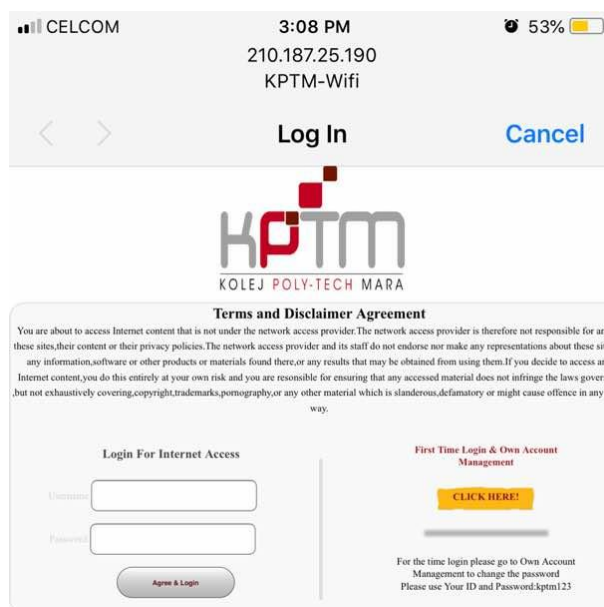 CELCOM 3:08 PM 53%
210.187.25.190
KPTM-Wifi
Log In Cancel
KPTM
KOLEJ POLY-TECH MARA
Terms and Disclaimer Agreement
You are about to access Internet content that is not under the network access provider.The network access provider is therefore not responsible for
these sites,their content or their privacy policies.The network access provider and its staff do not endorse nor make any representations about these
any information,software or other products or materials found there,or any results that may be obtained from using them.If you decide to access
Internet content,you do this entirely at your own risk and you are resonsible for ensuring that any accessed material does not infringe the laws
,but not exhaustively covering,copyright,trademarks,pornography,or any other material which is slanderous,defamatory or might cause offence in any
way.
Login For Internet Access
Username
Password
Agree & Login
First Time Login & Own Account
Management
CLICK HERE!
For the time login please go to Own Account
Management to change the password
Please use Your ID and Password:kptm123